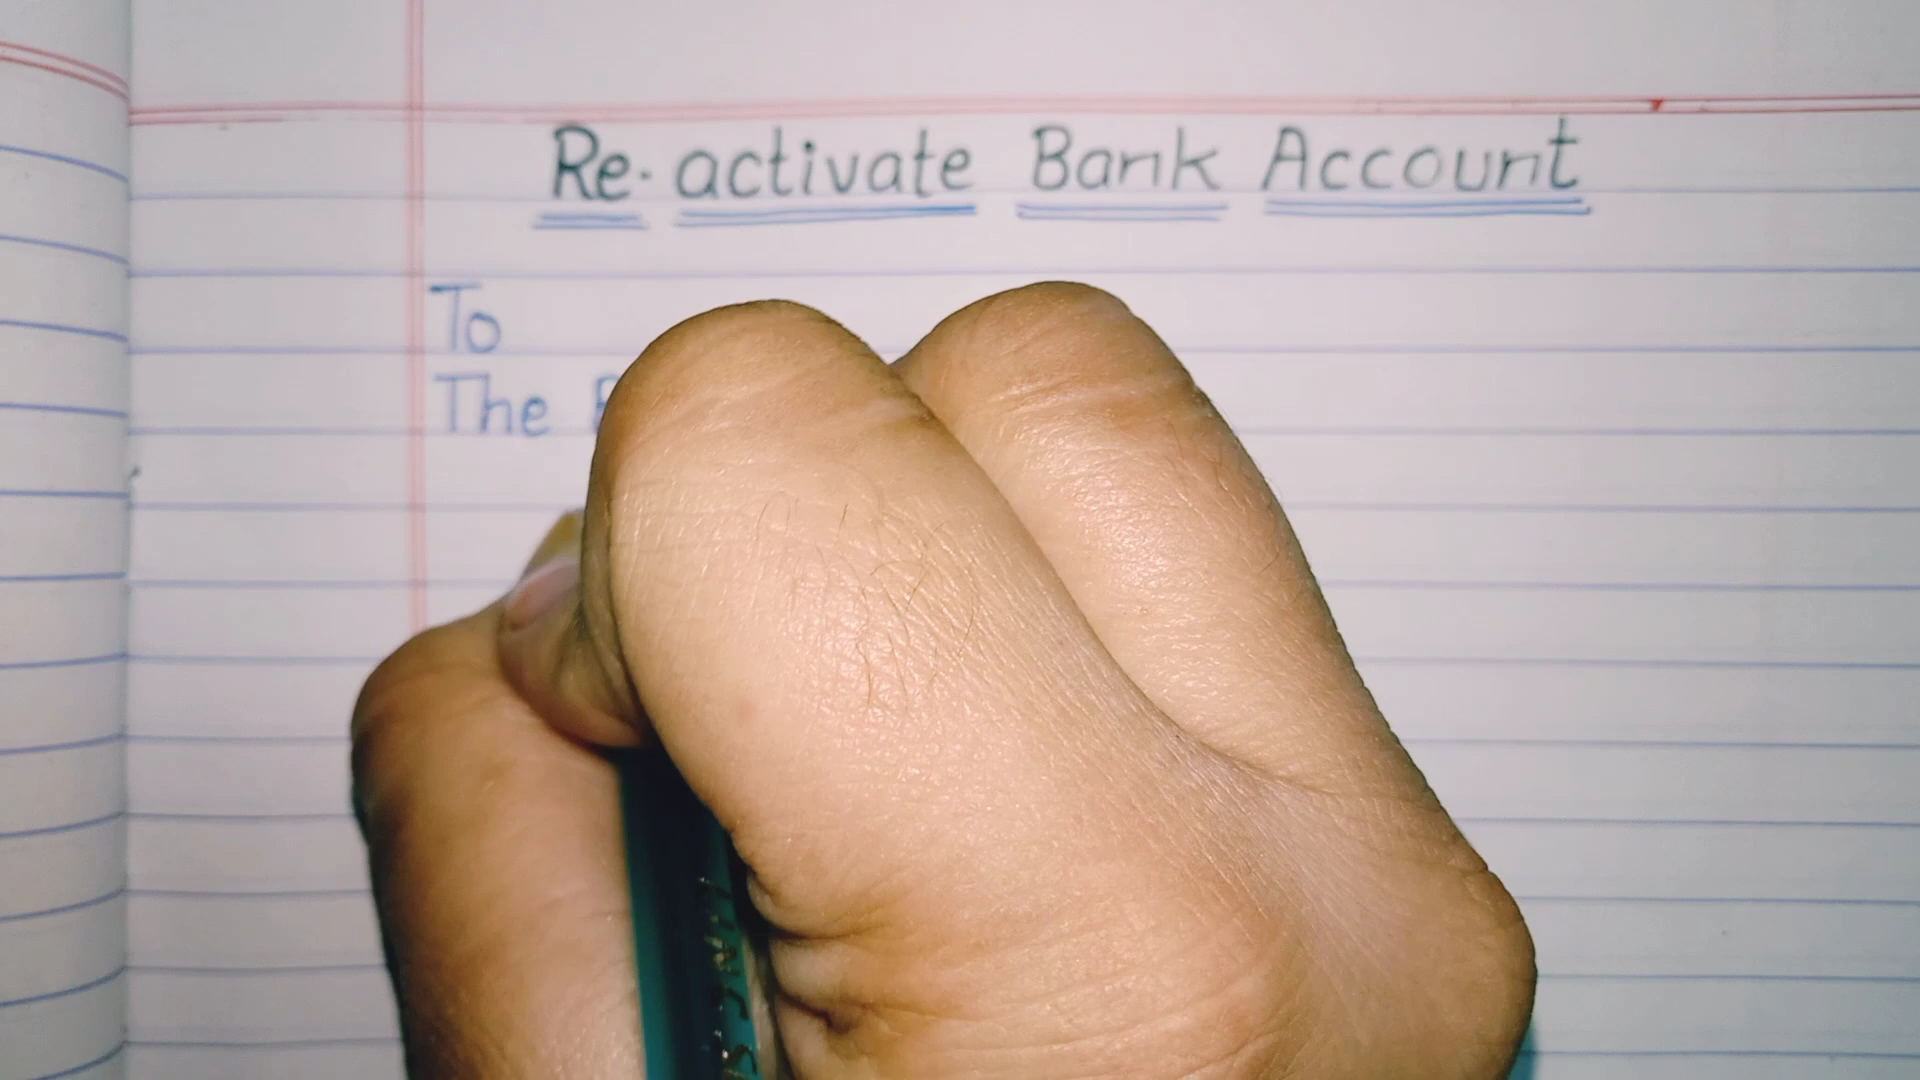 Re-activate Bank Account
To
The